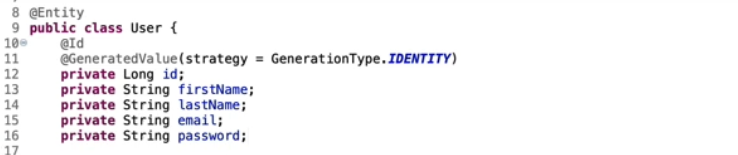 8 @Entity
9 public class User {
10 @Id
11 @GeneratedValue(strategy = GenerationType.IDENTITY)
12 private Long id;
13 private String firstName;
14 private String lastName;
15 private String email;
16 private String password;
17